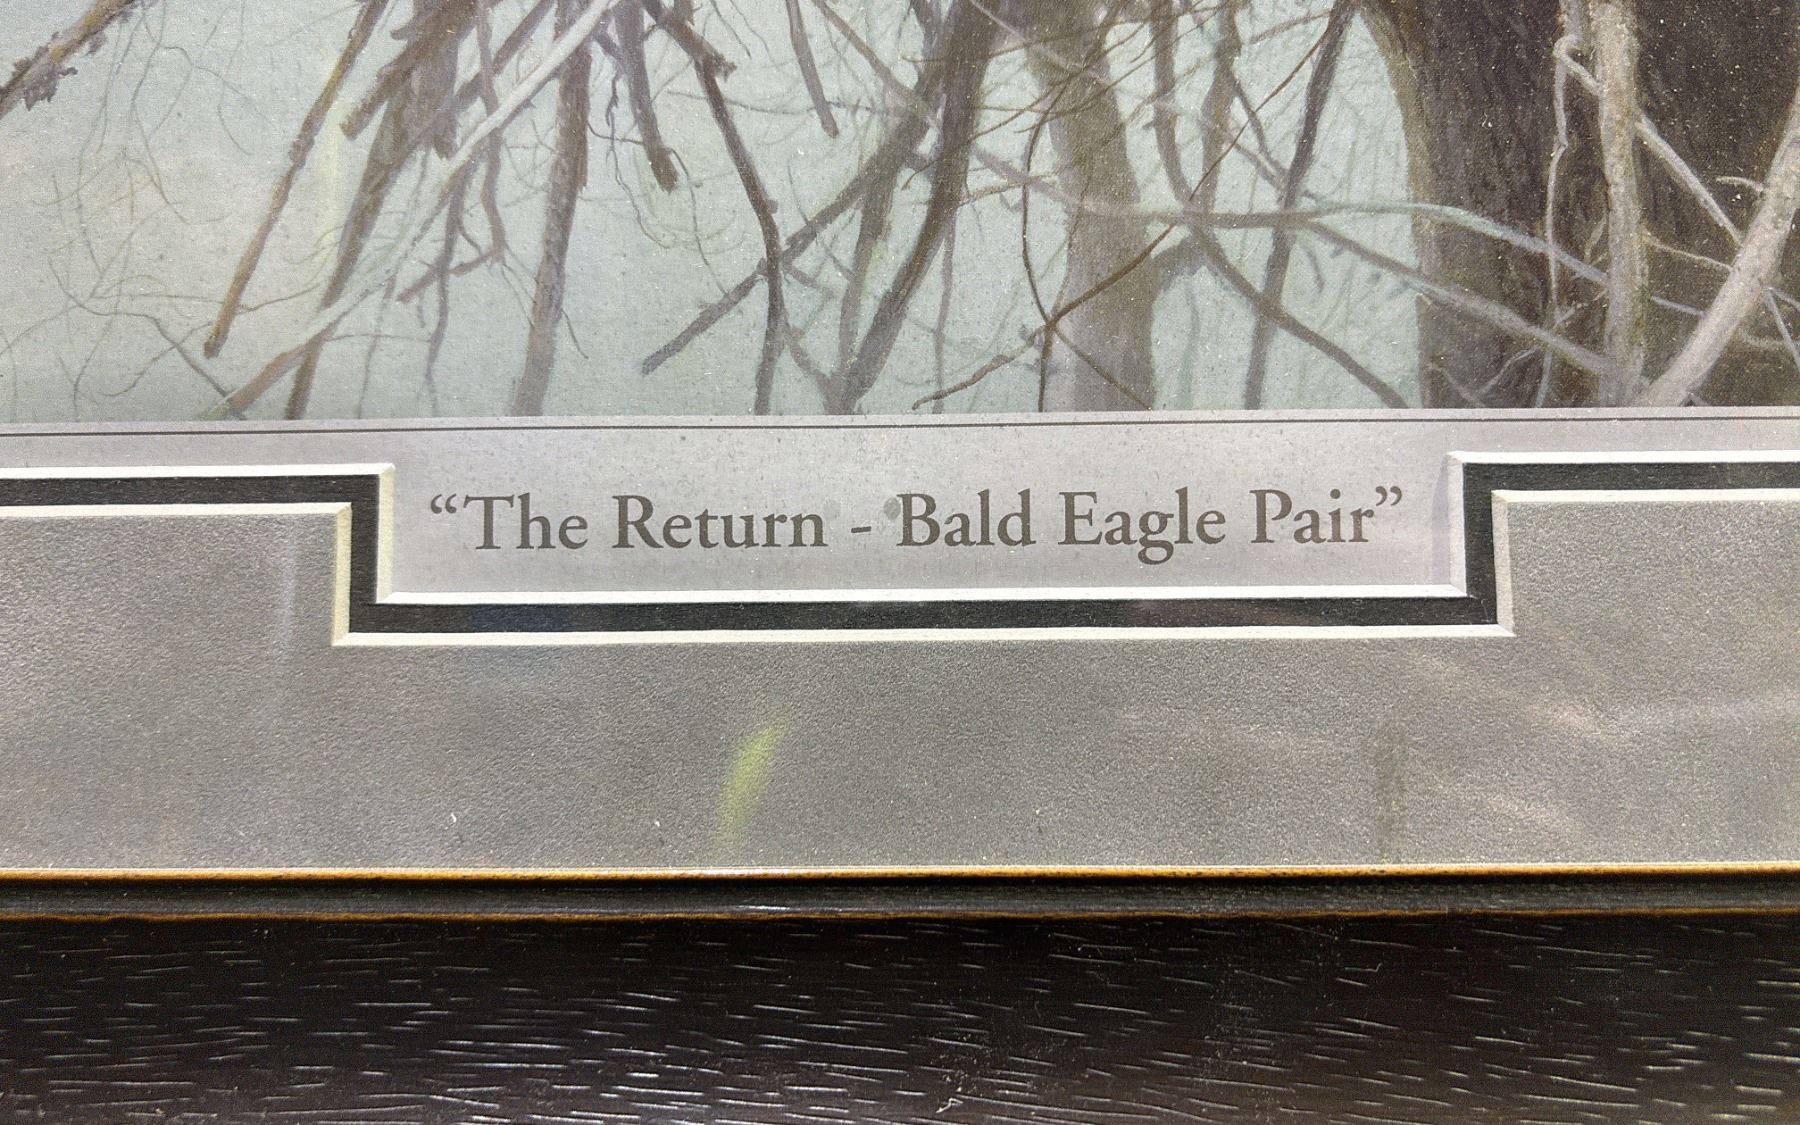 “The Return - Bald Eagle Pair”